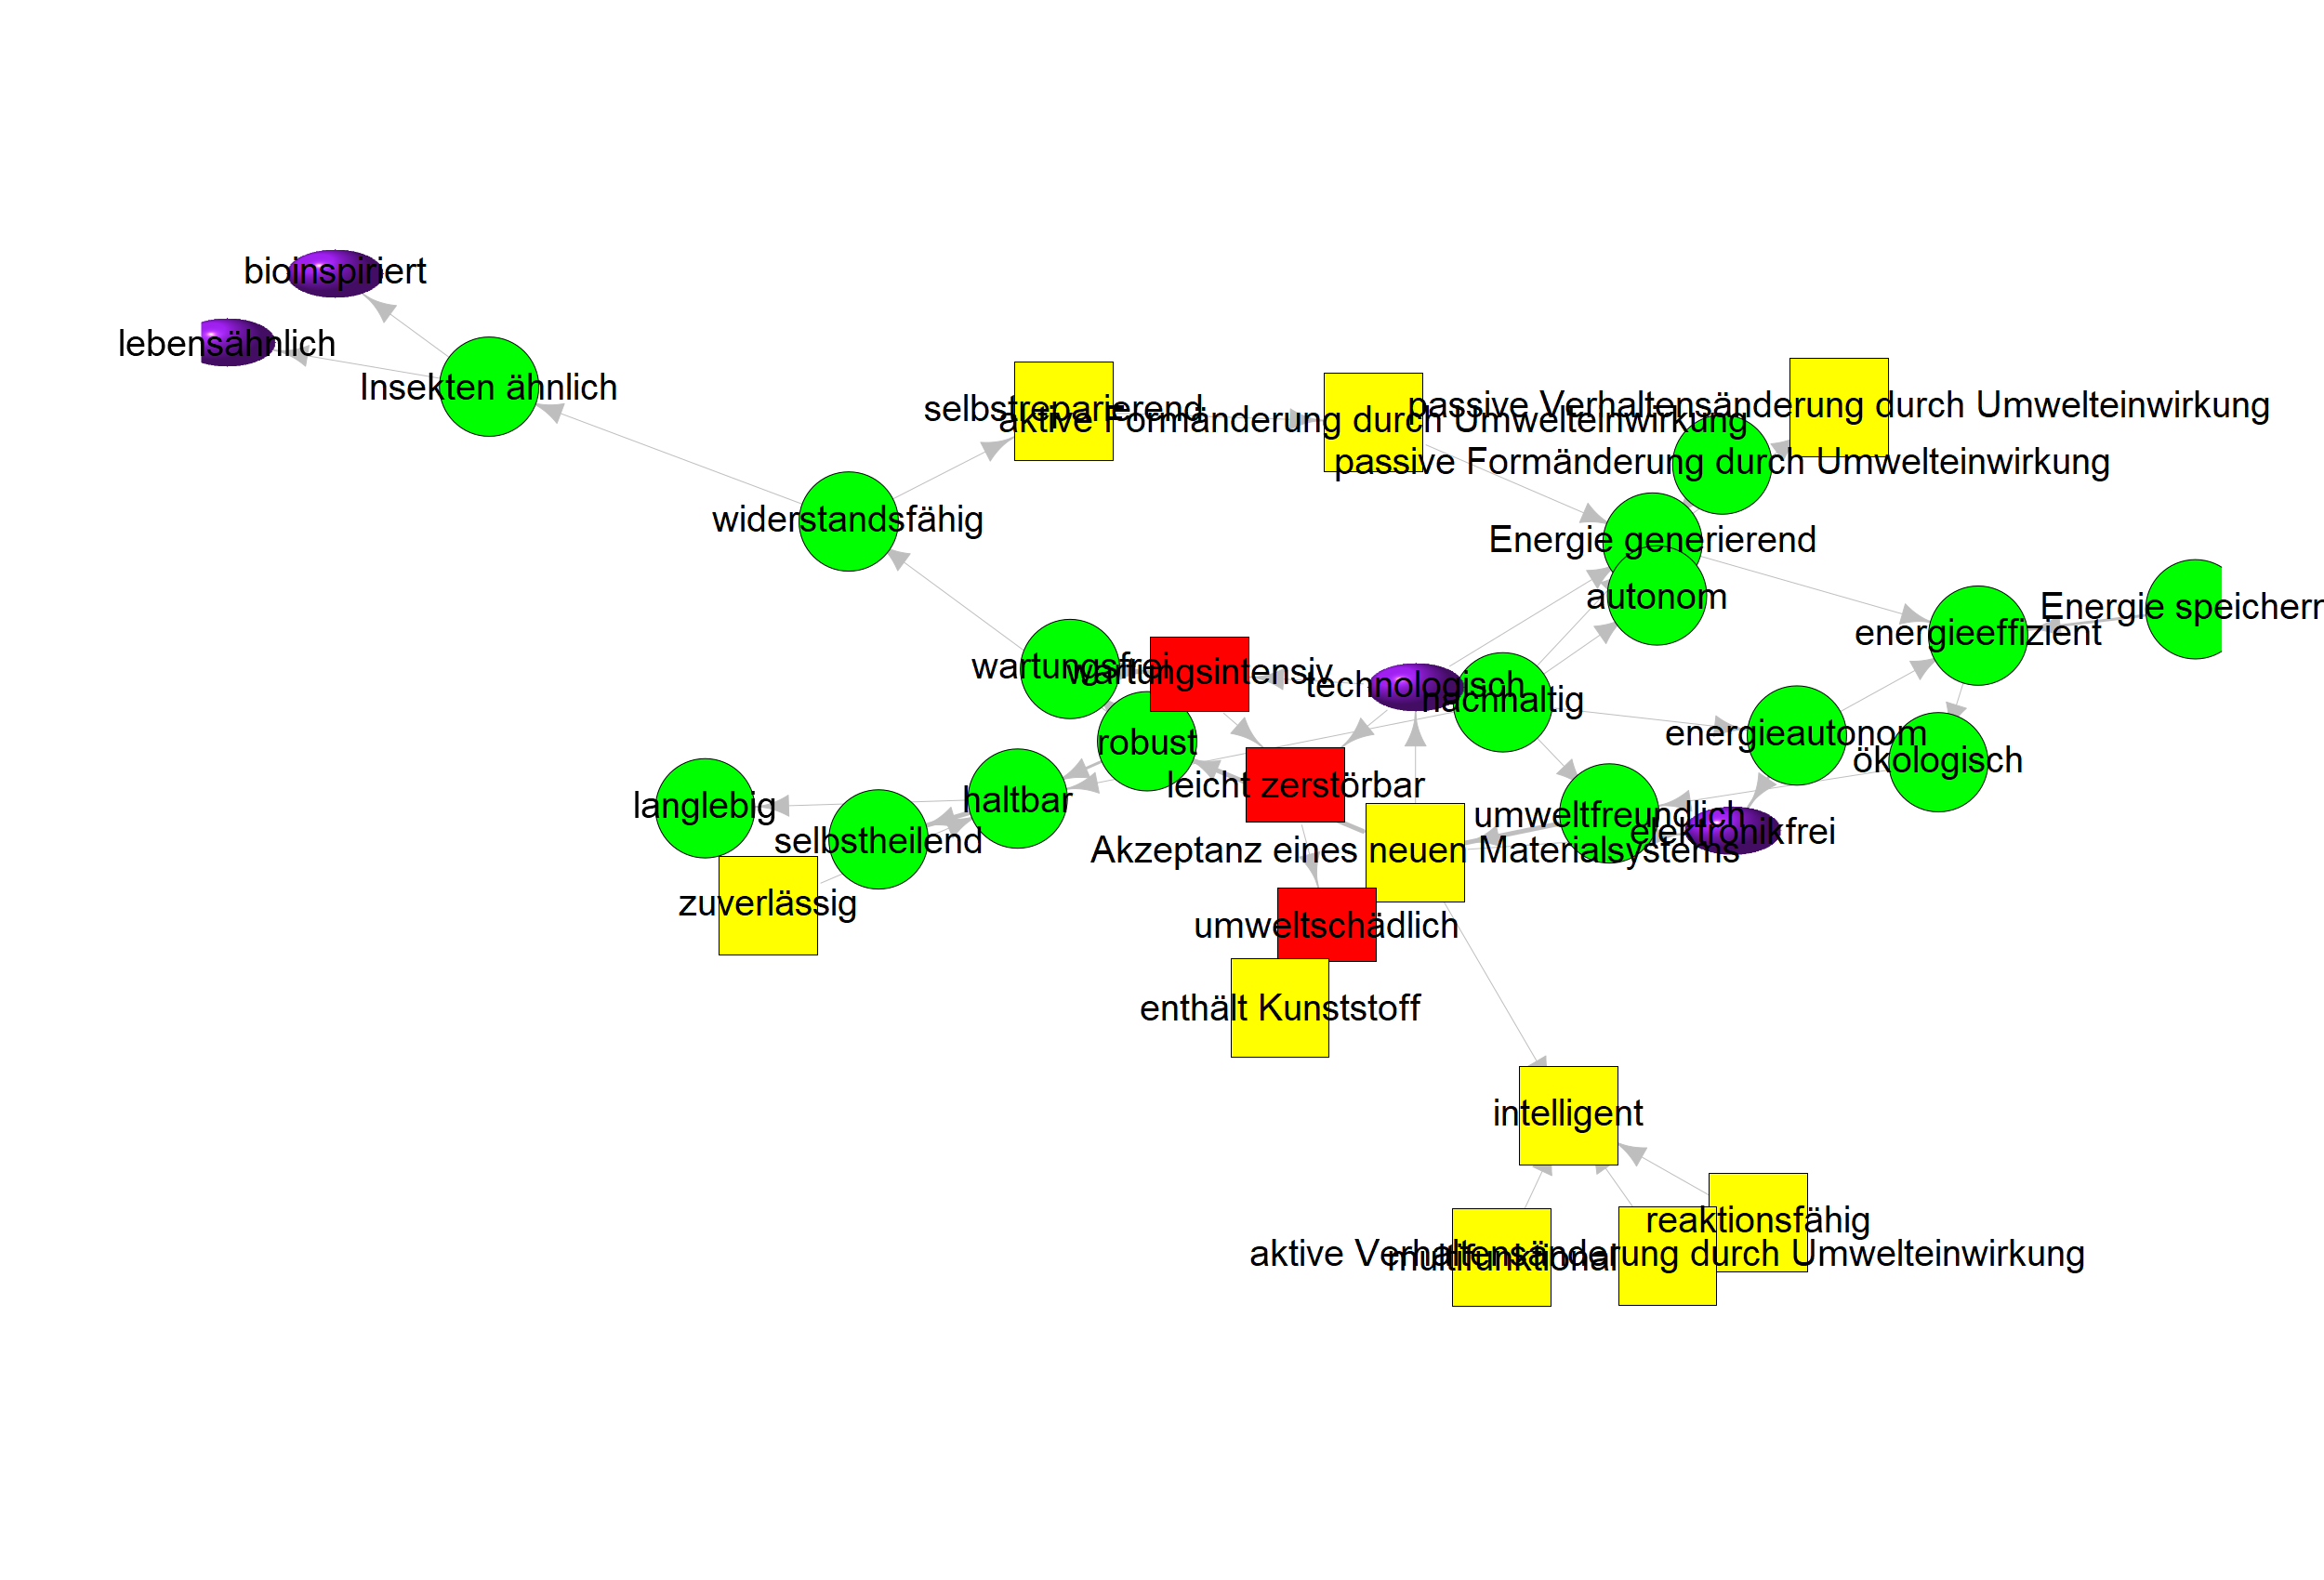 bioinspiriert
lebensähnlich
Insekten ähnlich
selbstreparierend
aktive Formänderung durch Umwelteinwirkung
passive Verhaltensänderung durch Umwelteinwirkung
passive Formänderung durch Umwelteinwirkung
widerstandsfähig
Energie generierend
autonom
Energie speichern
energieeffizient
wartungsfrei
wartungsintensiv
technologisch
nachhaltig
robust
energieautonom
ökologisch
leicht zerstörbar
langlebig
haltbar
umweltfreundlich
selbstheilend
elektronikfrei
Akzeptanz eines neuen Materialsystems
zuverlässig
umweltschädlich
enthält Kunststoff
intelligent
reaktionsfähig
aktive Verhaltensänderung durch Umwelteinwirkung
multifunktional